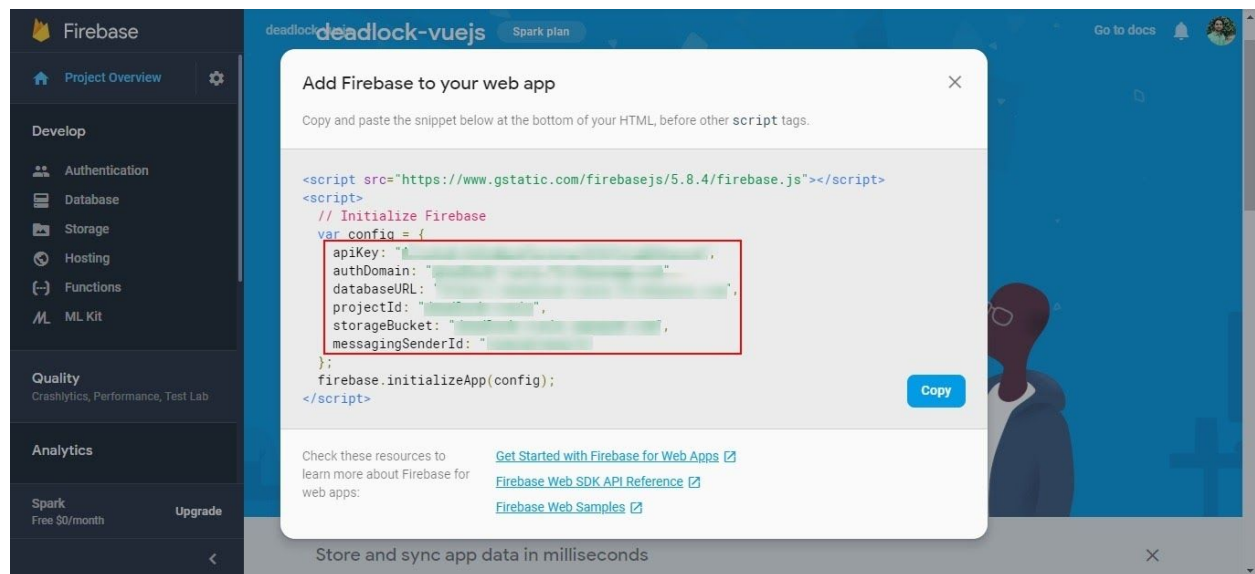 Firebase
Project Overview
Develop
Authentication
Database
Storage
Hosting
Functions
ML Kit
Quality
Crashlytics, Performance, Test Lab
Analytics
Spark
Free $0/month
Upgrade
deadlock-vuejs
Spark plan
Go to docs
Add Firebase to your web app
Copy and paste the snippet below at the bottom of your HTML, before other script tags.
<script src="https://www.gstatic.com/firebasejs/5.8.4/firebase.js"></script>
<script>
// Initialize Firebase
var config = {
apiKey: "
authDomain: "
databaseURL: "
projectId: "
storageBucket: "
messagingSenderId: "
};
firebase.initializeApp(config);
</script>
Copy
Check these resources to
learn more about Firebase for
web apps:
Get Started with Firebase for Web Apps
Firebase Web SDK API Reference
Firebase Web Samples
Store and sync app data in milliseconds